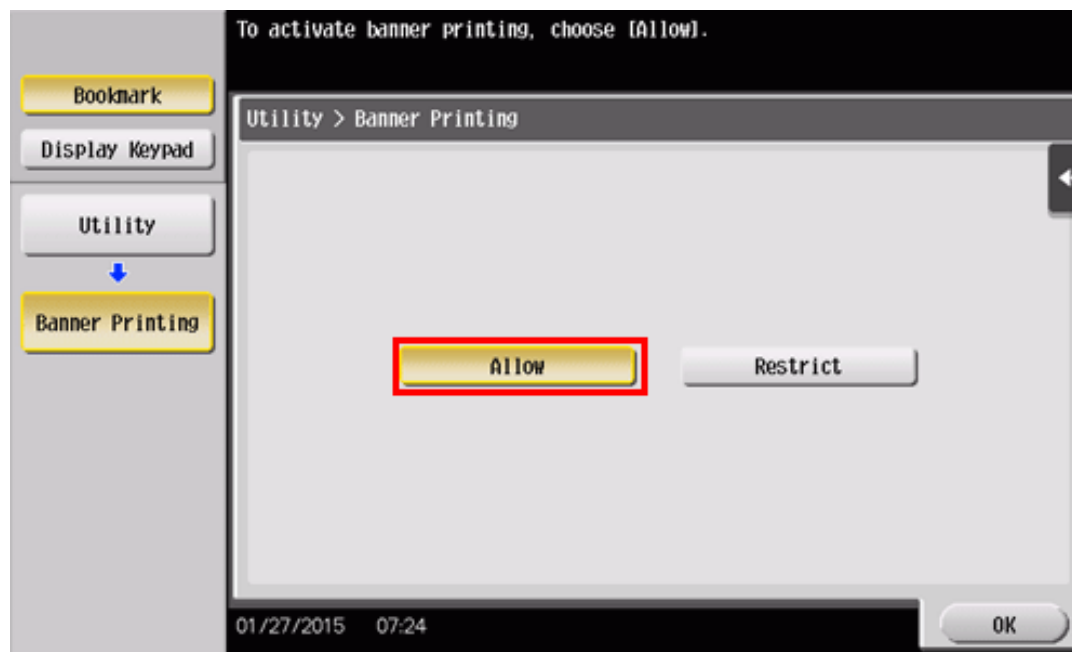 To activate banner printing, choose [Allow].
Bookmark
Display Keypad
Utility
Banner Printing
Utility > Banner Printing
Allow
Restrict
01/27/2015 07:24
OK